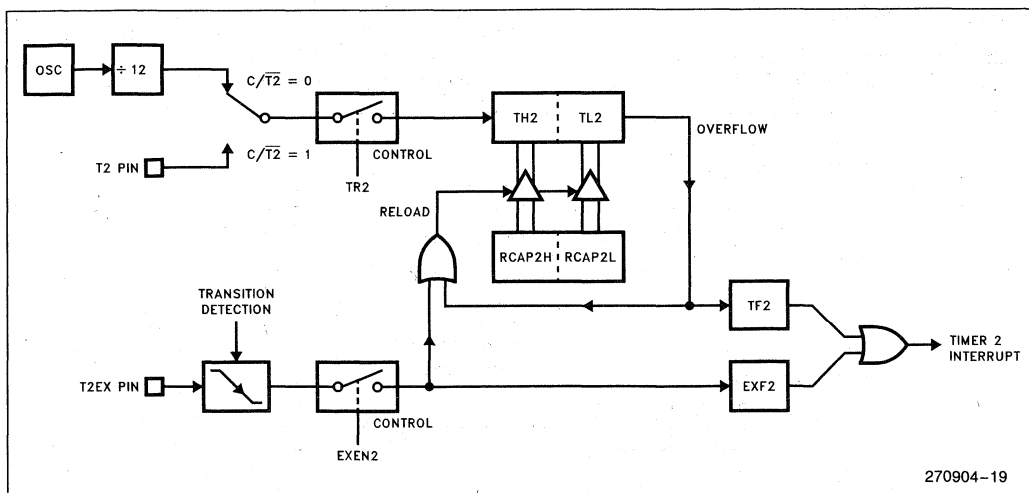 OSC
÷ 12
C/T2̅ = 0
TH2
TL2
OVERFLOW
T2 PIN
C/T2̅ = 1
CONTROL
TR2
RELOAD
RCAP2H
RCAP2L
TRANSITION
DETECTION
TF2
TIMER 2
INTERRUPT
T2EX PIN
EXF2
CONTROL
EXEN2
270904-19